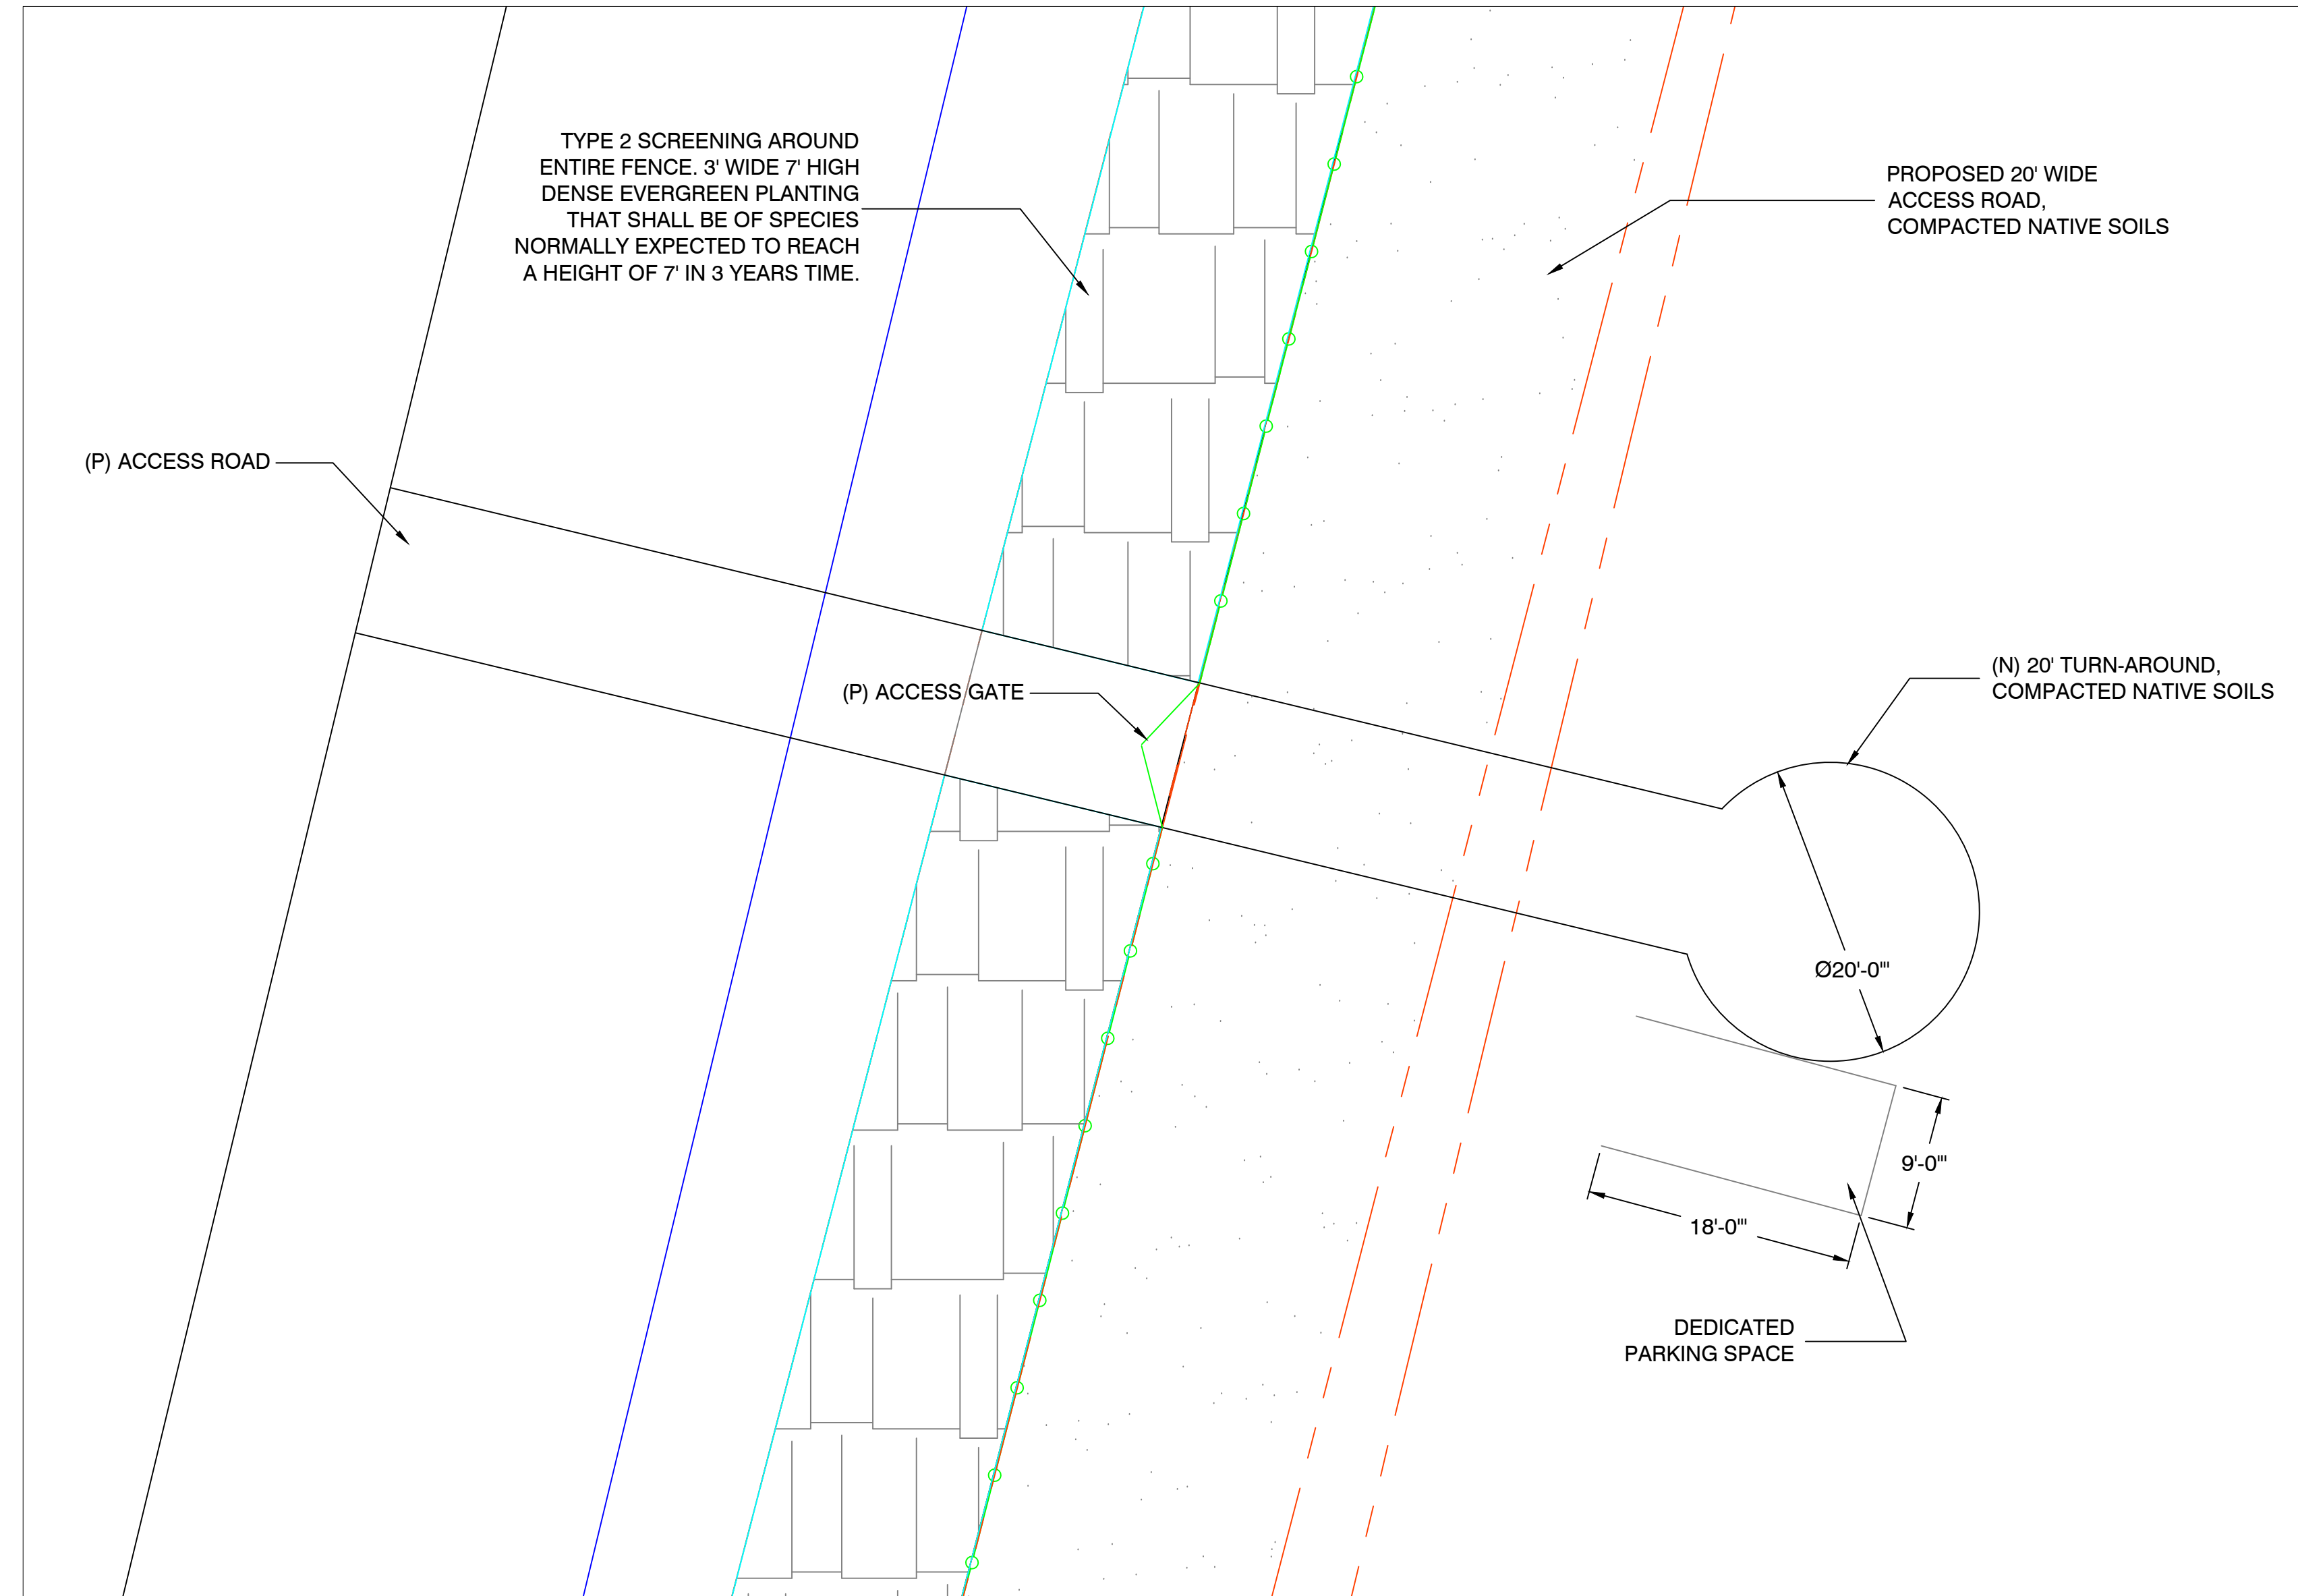 TYPE 2 SCREENING AROUND
ENTIRE FENCE. 3' WIDE 7' HIGH
DENSE EVERGREEN PLANTING
THAT SHALL BE OF SPECIES
NORMALLY EXPECTED TO REACH
A HEIGHT OF 7' IN 3 YEARS TIME.
PROPOSED 20' WIDE
ACCESS ROAD,
COMPACTED NATIVE SOILS
(P) ACCESS ROAD
(P) ACCESS GATE
(N) 20' TURN-AROUND,
COMPACTED NATIVE SOILS
Ø20'-0'''
9'-0'''
18'-0'''
DEDICATED
PARKING SPACE